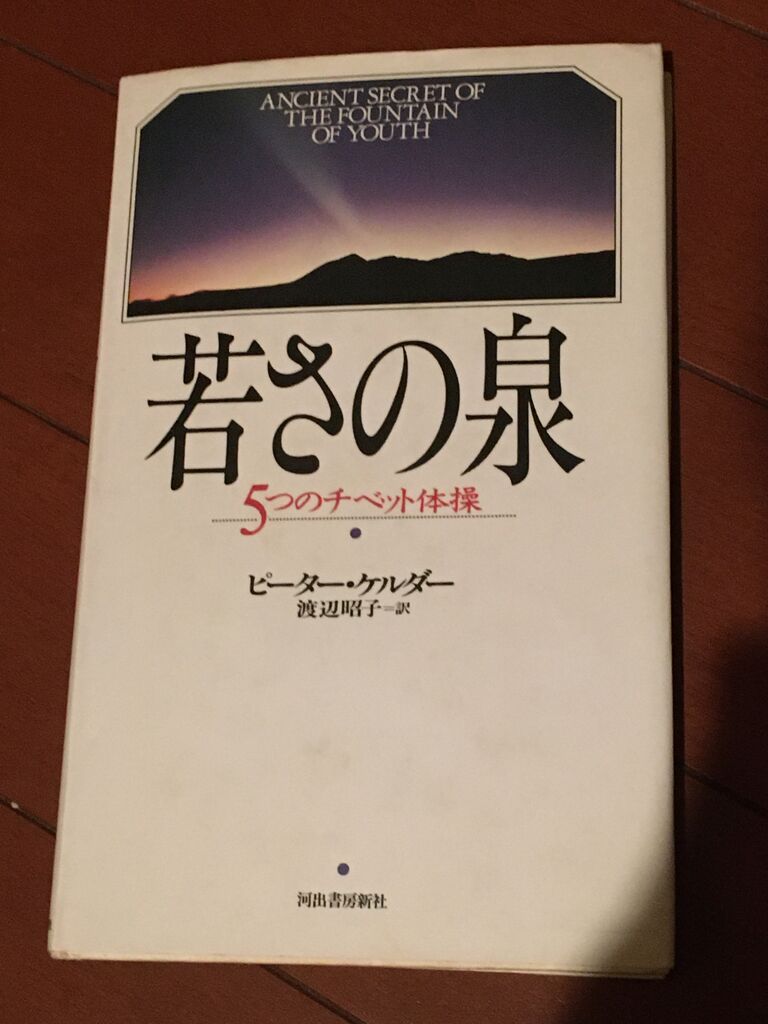 ANCIENT SECRET OF
THE FOUNTAIN
OF YOUTH
若さの泉
5つのチベット体操
ピーター・ケルダー
渡辺昭子=訳
河出書房新社